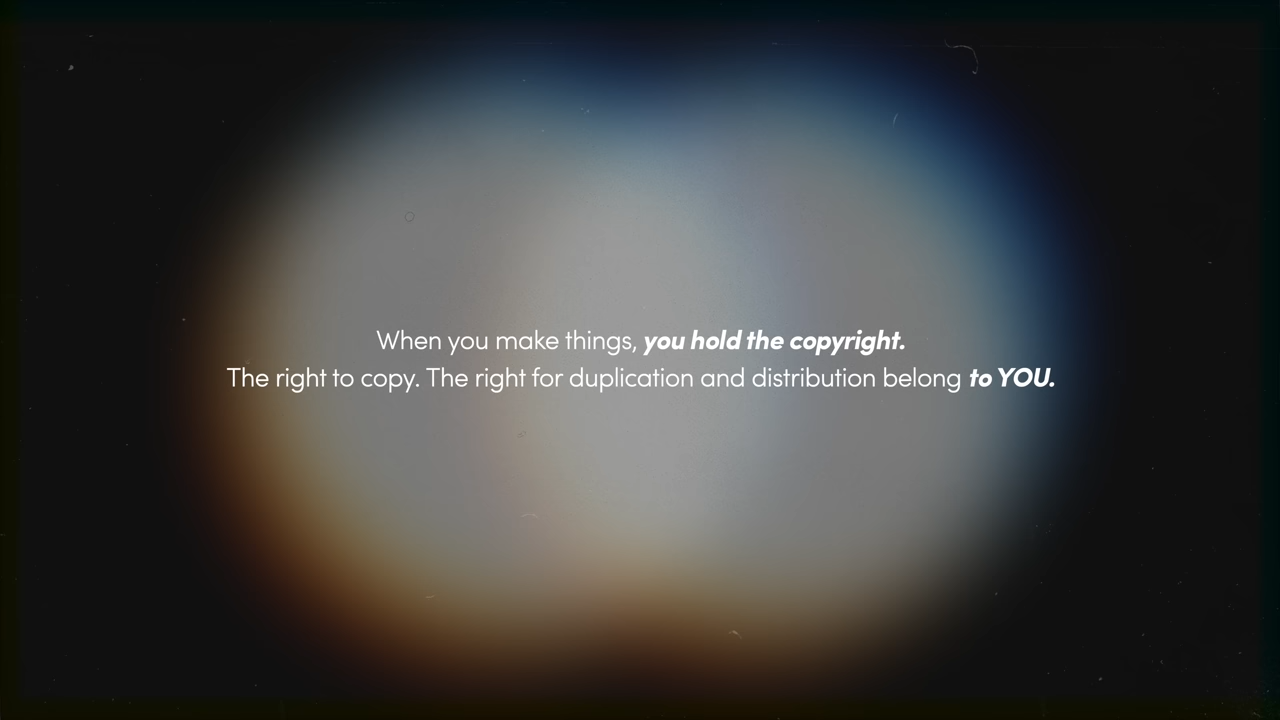 When you make things, you hold the copyright.
The right to copy. The right for duplication and distribution belong to YOU.